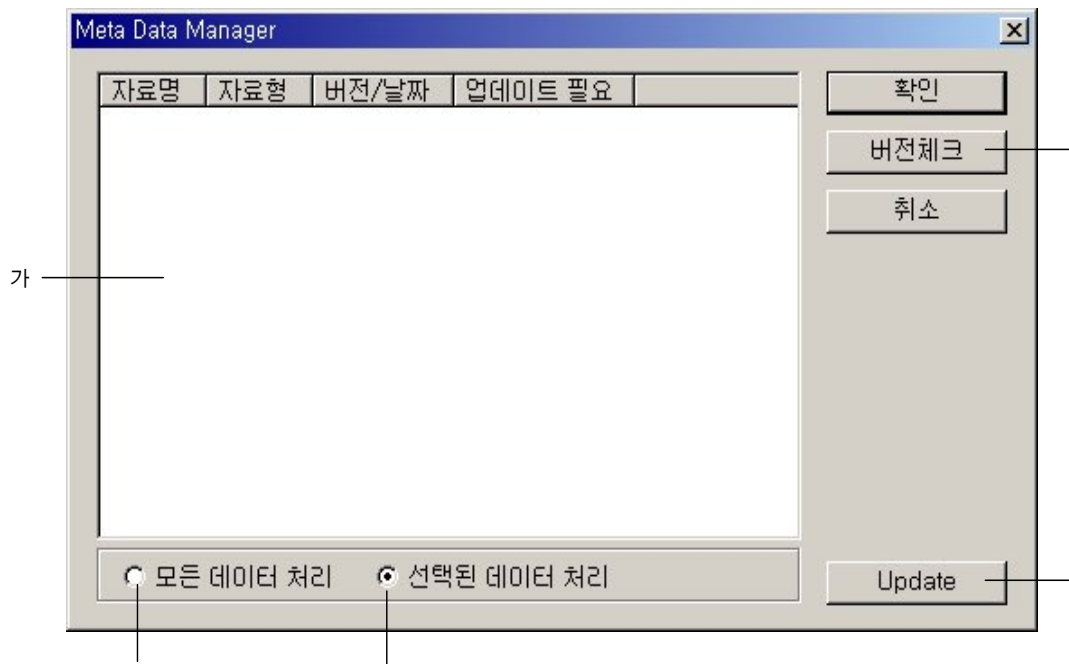 Meta Data Manager
자료명 자료형 버전/날짜 업데이트 필요
확인
버전체크
취소
가
모든 데이터 처리 선택된 데이터 처리
Update